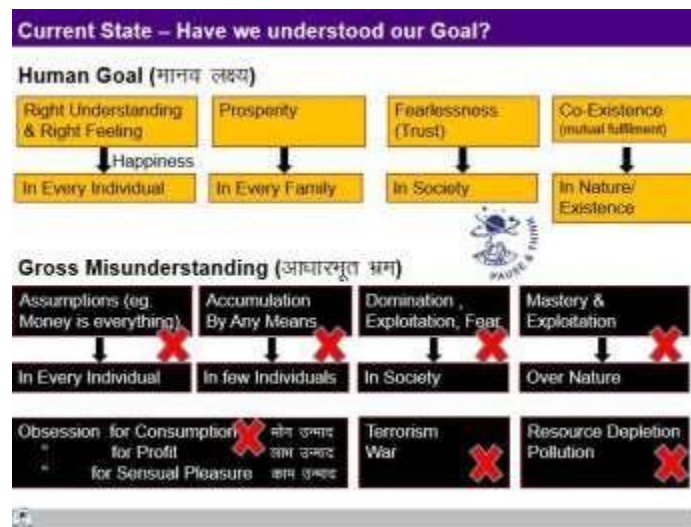 Current State – Have we understood our Goal?
Human Goal (मानव लक्ष्य)
Right Understanding
& Right Feeling
Prosperity
Fearlessness
(Trust)
Co-Existence
(mutual fulfilment)
Happiness
In Every Individual
In Every Family
In Society
In Nature/
Existence
PAUSE & THINK
Gross Misunderstanding (आधारभूत भ्रम)
Assumptions (eg.
Money is everything)
Accumulation
By Any Means
Domination ,
Exploitation, Fear
Mastery &
Exploitation
In Every Individual
In few Individuals
In Society
Over Nature
Obsession for Consumption भोग उन्माद
" for Profit लाभ उन्माद
" for Sensual Pleasure काम उन्माद
Terrorism
War
Resource Depletion
Pollution